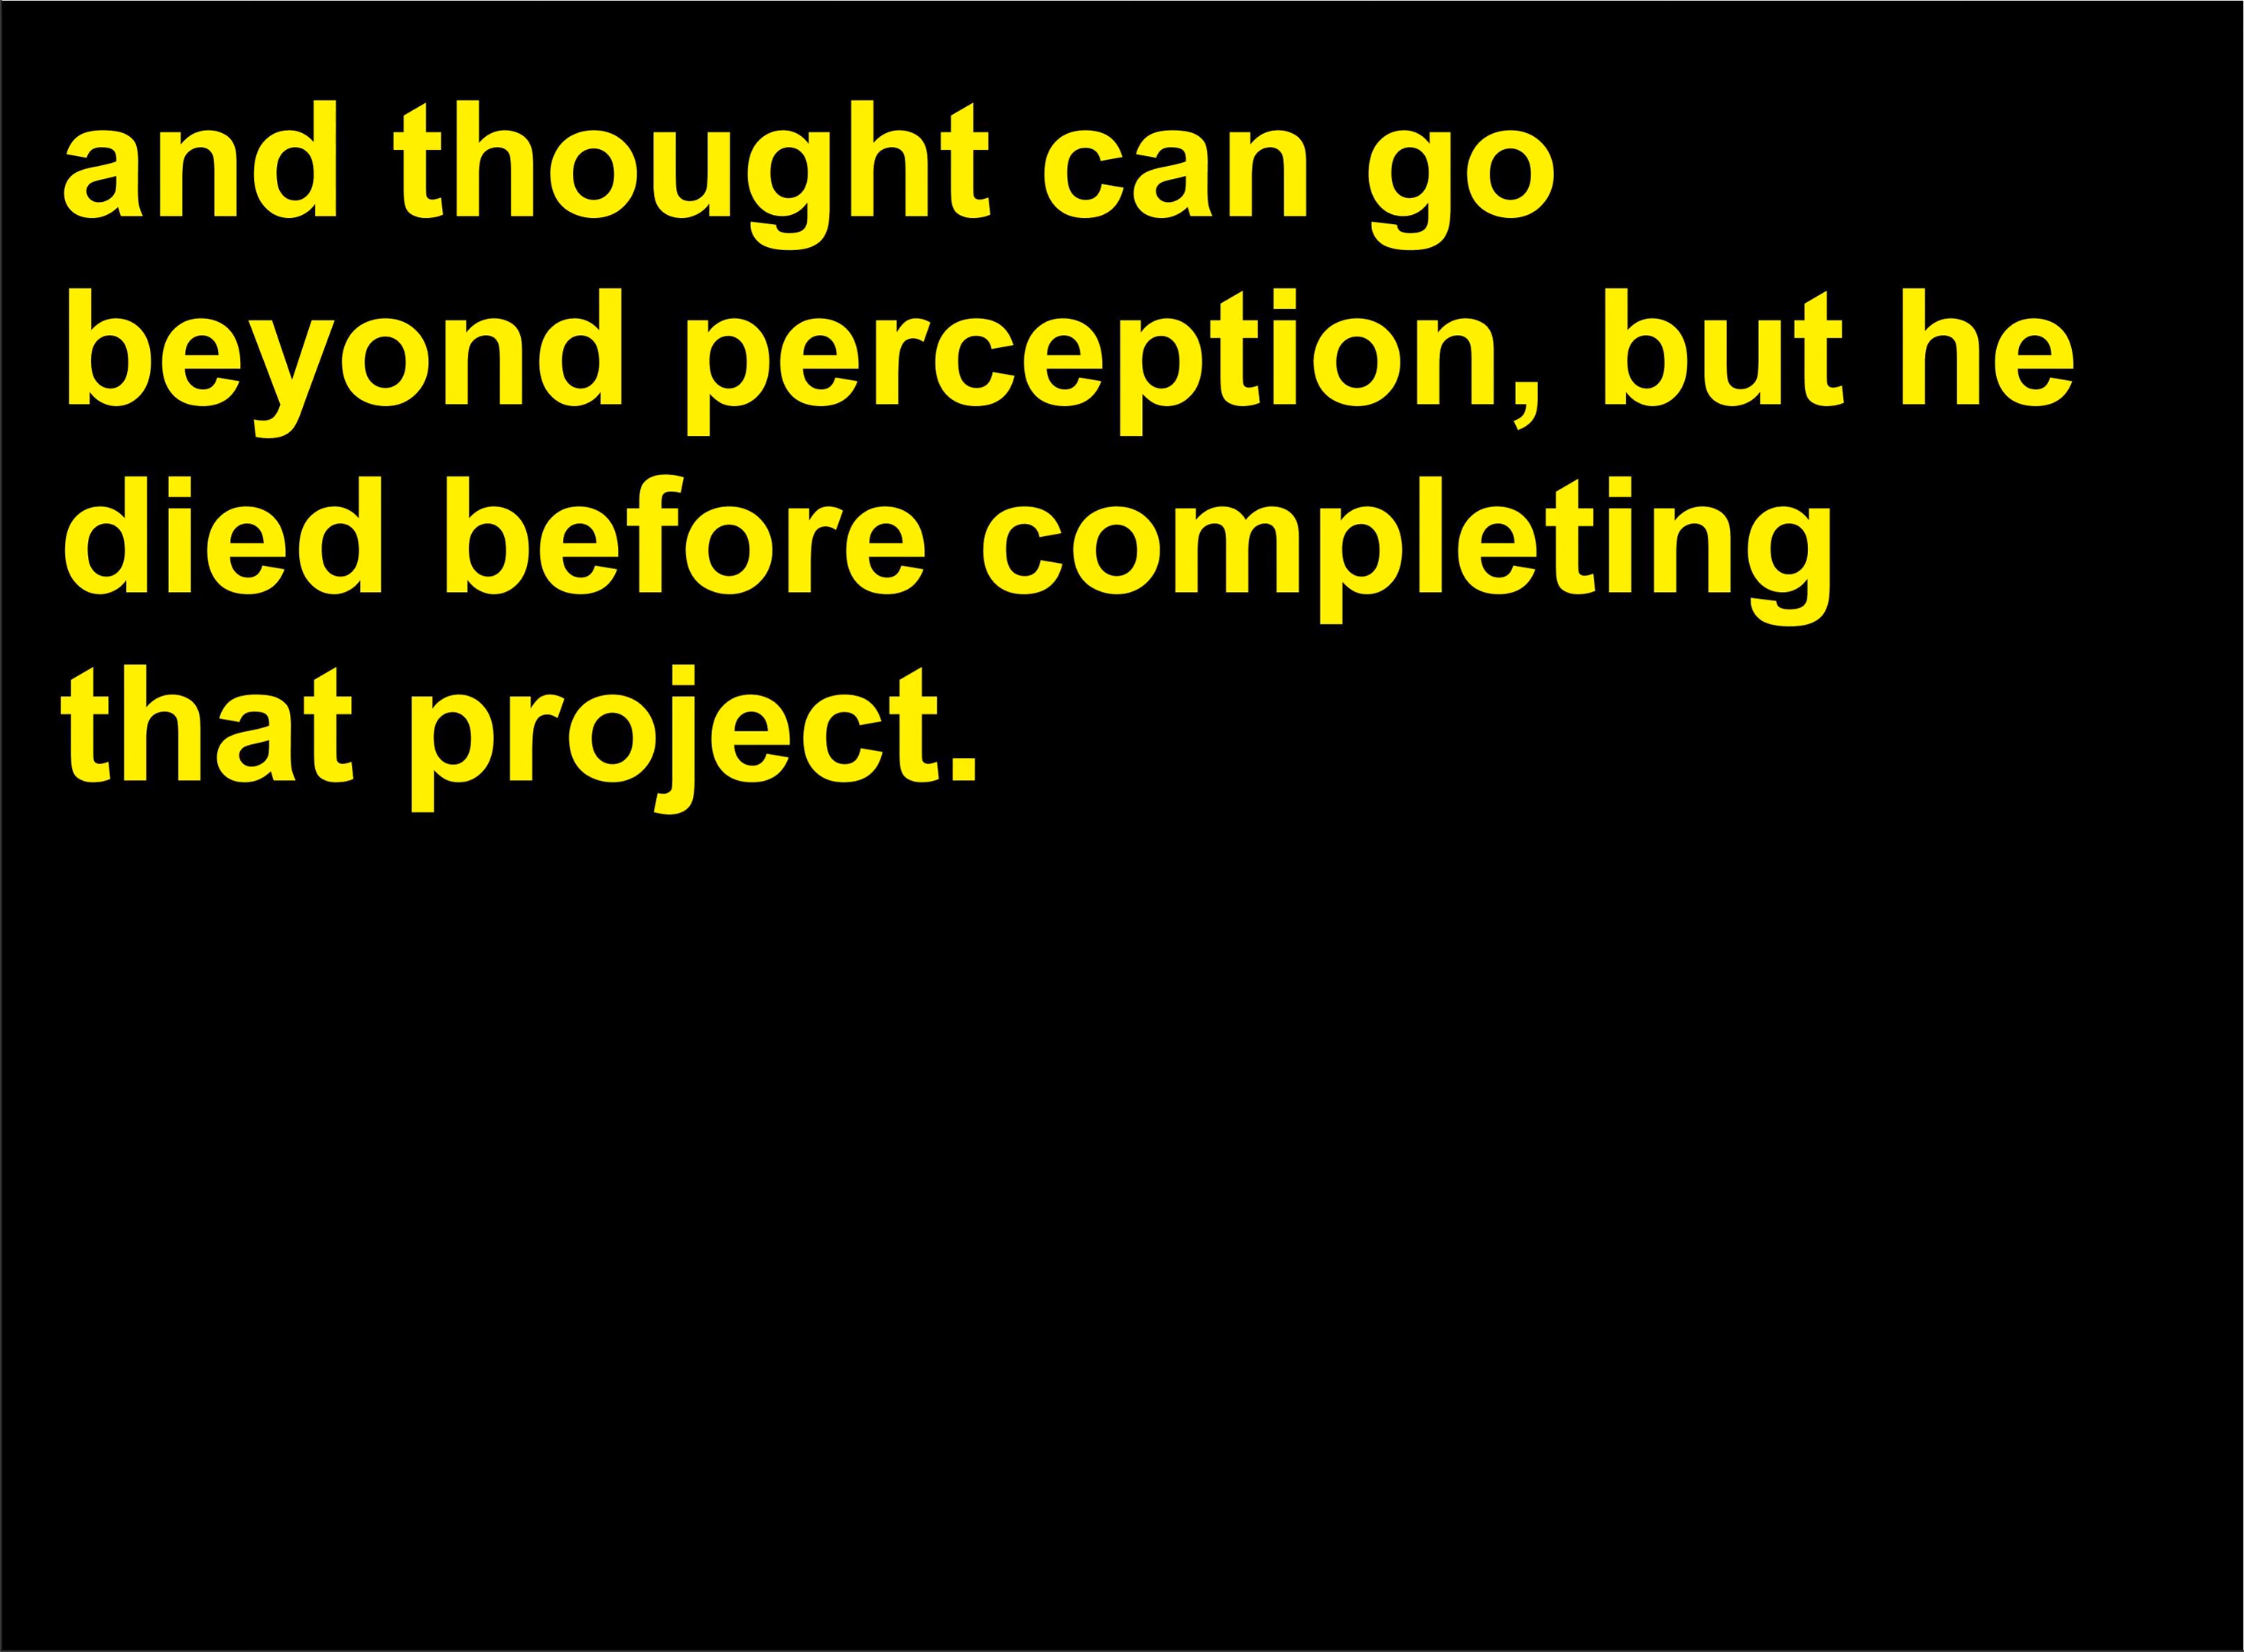 and thought can go
beyond perception, but he
died before completing
that project.